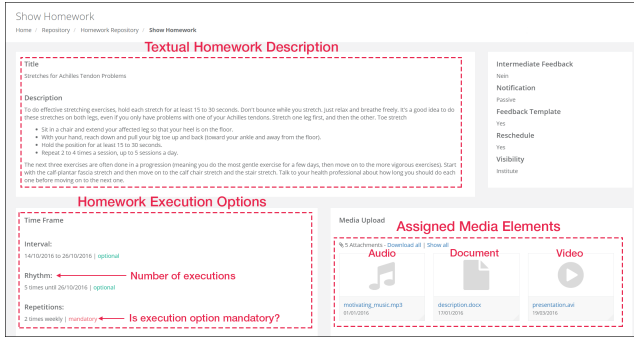 Show Homework
Home / Repository / Homework Repository / Show Homework
Textual Homework Description
Title
Stretches for Achilles Tendon Problems
Description
To do effective stretching exercises, hold each stretch for at least 15 to 30 seconds. Don't bounce while you stretch. Just relax and breathe freely. It's a good idea to do
these stretches on both legs, even if you only have problems with one of your Achilles tendons. Stretch one leg first, and then the other. Toe stretch
• Sit in a chair and extend your affected leg so that your heel is on the floor.
• With your hand, reach down and pull your big toe up and back (toward your ankle and away from the floor).
• Hold the position for at least 15 to 30 seconds.
• Repeat 2 to 4 times a session, up to 5 sessions a day.
The next three exercises are often done in a progression (meaning you do the most gentle exercise for a few days, then move on to the more vigorous exercises). Start
with the calf-plantar fascia stretch and then move on to the calf chair stretch and the stair stretch. Talk to your health professional about how long you should do each
one before moving on to the next one.
Intermediate Feedback
Nein
Notification
Passive
Feedback Template
Yes
Reschedule
Yes
Visibility
Institute
Homework Execution Options
Time Frame
Interval:
14/10/2016 to 26/10/2016 | optional
Rhythm:
Number of executions
5 times until 26/10/2016 | optional
Repetitions:
2 times weekly | mandatory
Is execution option mandatory?
Media Upload
Assigned Media Elements
5 Attachments - Download all | Show all
Audio
Document
Video
motivating_music.mp3
01/01/2016
description.docx
17/01/2016
presentation.avi
19/03/2016